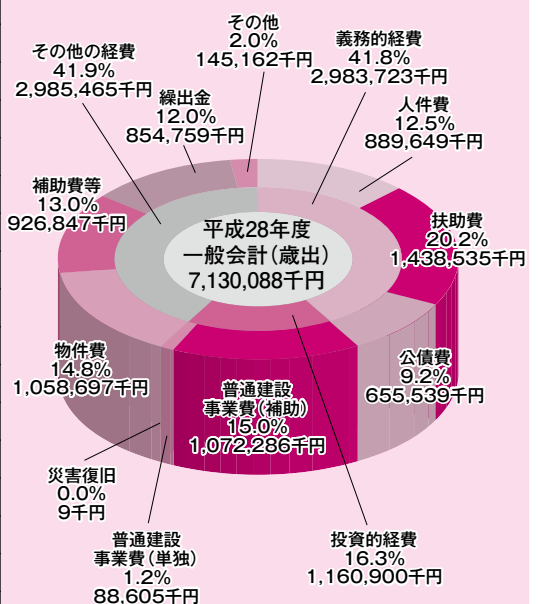 その他
2.0%
145,162千円
義務的経費
41.8%
2,983,723千円
その他の経費
41.9%
2,985,465千円
繰出金
12.0%
854,759千円
人件費
12.5%
889,649千円
補助費等
13.0%
926,847千円
扶助費
20.2%
1,438,535千円
平成28年度
一般会計(歳出)
7,130,088千円
物件費
14.8%
1,058,697千円
普通建設
事業費(補助)
15.0%
1,072,286千円
公債費
9.2%
655,539千円
災害復旧
0.0%
9千円
普通建設
事業費(単独)
1.2%
88,605千円
投資的経費
16.3%
1,160,900千円